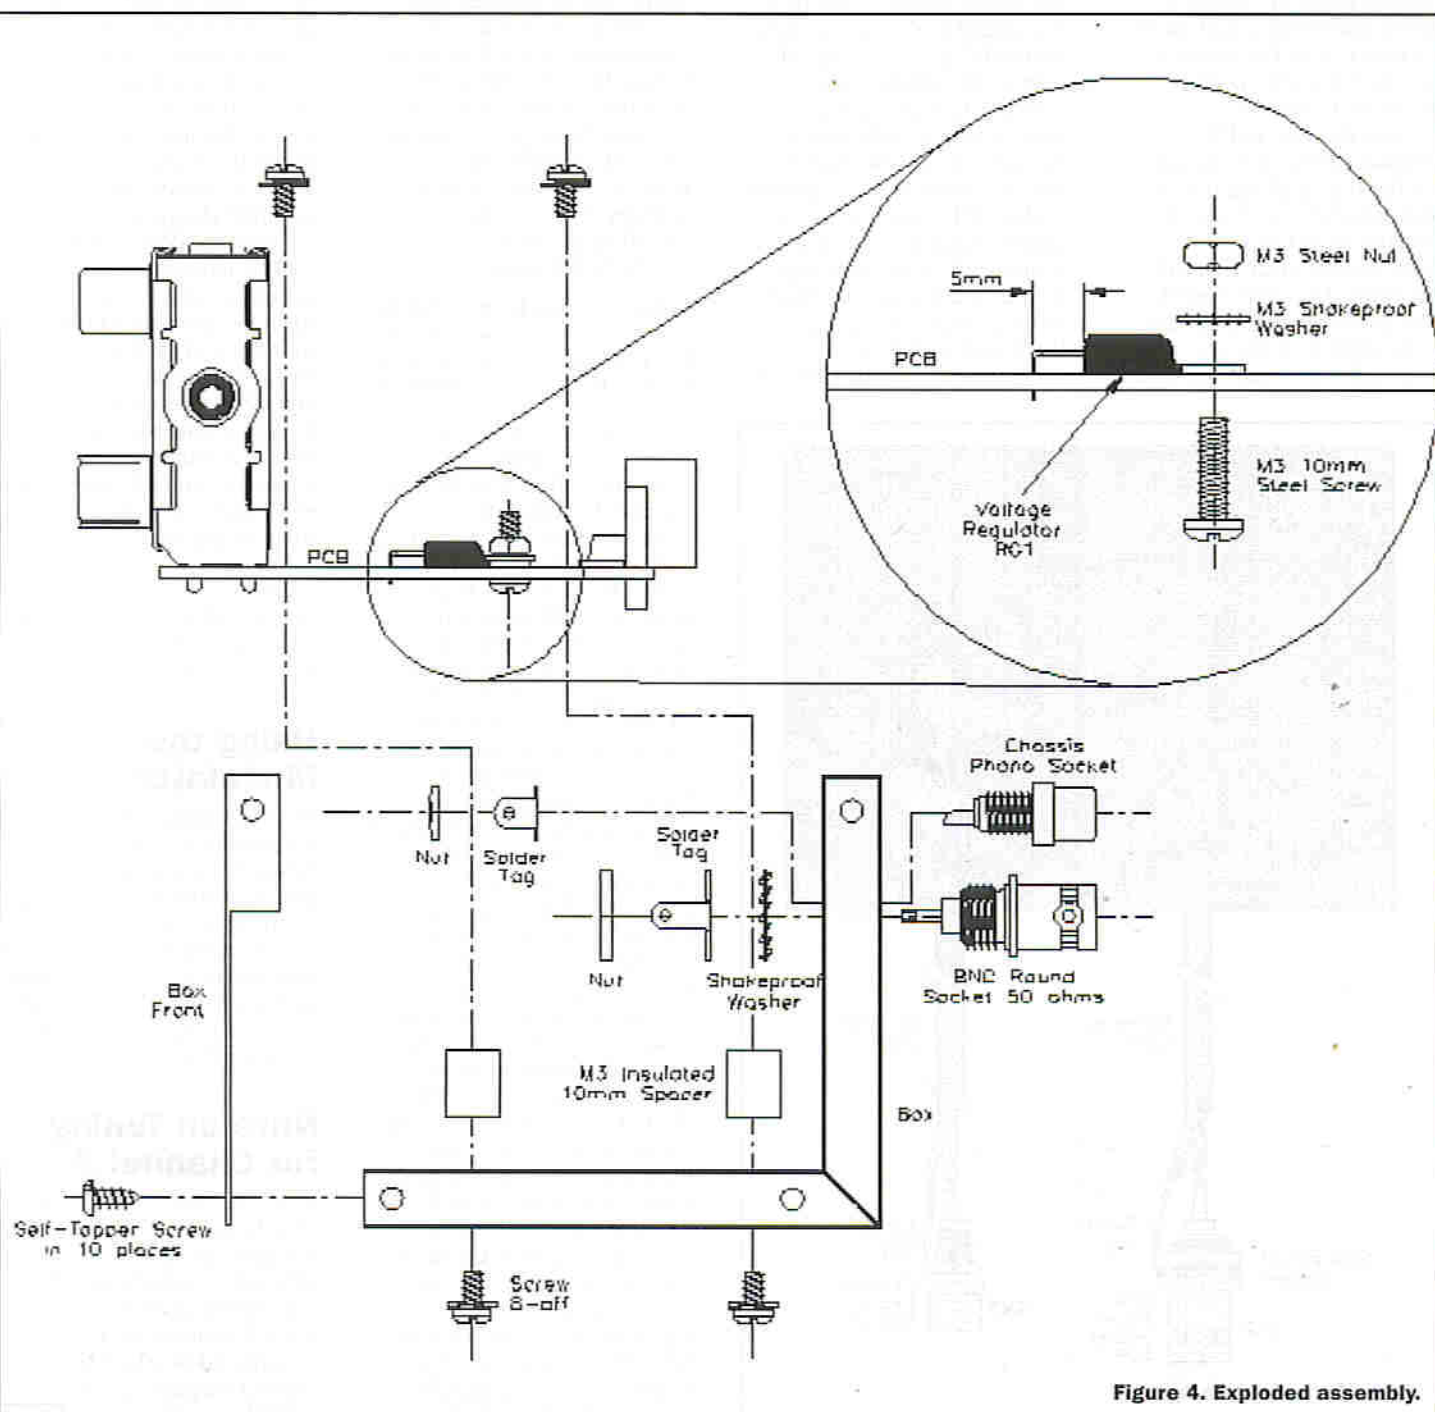 M3 Steel Nut
5mm
M3 Shakeproof
Washer
PCB
M3 10mm
Steel Screw
Voltage
Regulator
RG1
PCB
Chassis
Phono Socket
Nut
Solder
Tag
Solder
Tag
Nut
Shakeproof
Washer
BNC Round
Socket 50 ohms
Box
Front
M3 Insulated
10mm Spacer
Box
Self-Tapper Screw
in 10 places
Screw
8-off
Figure 4. Exploded assembly.